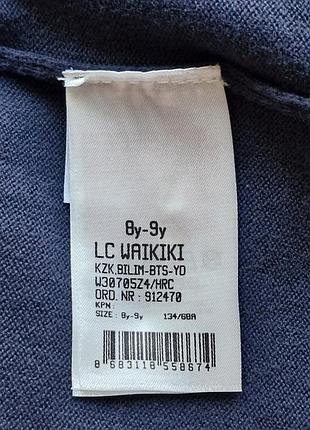 8y-9y
LC WAIKIKI
KZK.BILIM-BTS-YD
W30705Z4/HRC
ORD. NR : 912470
KPN :
SIZE : 8y-9y 134/68A
8 683118 558674